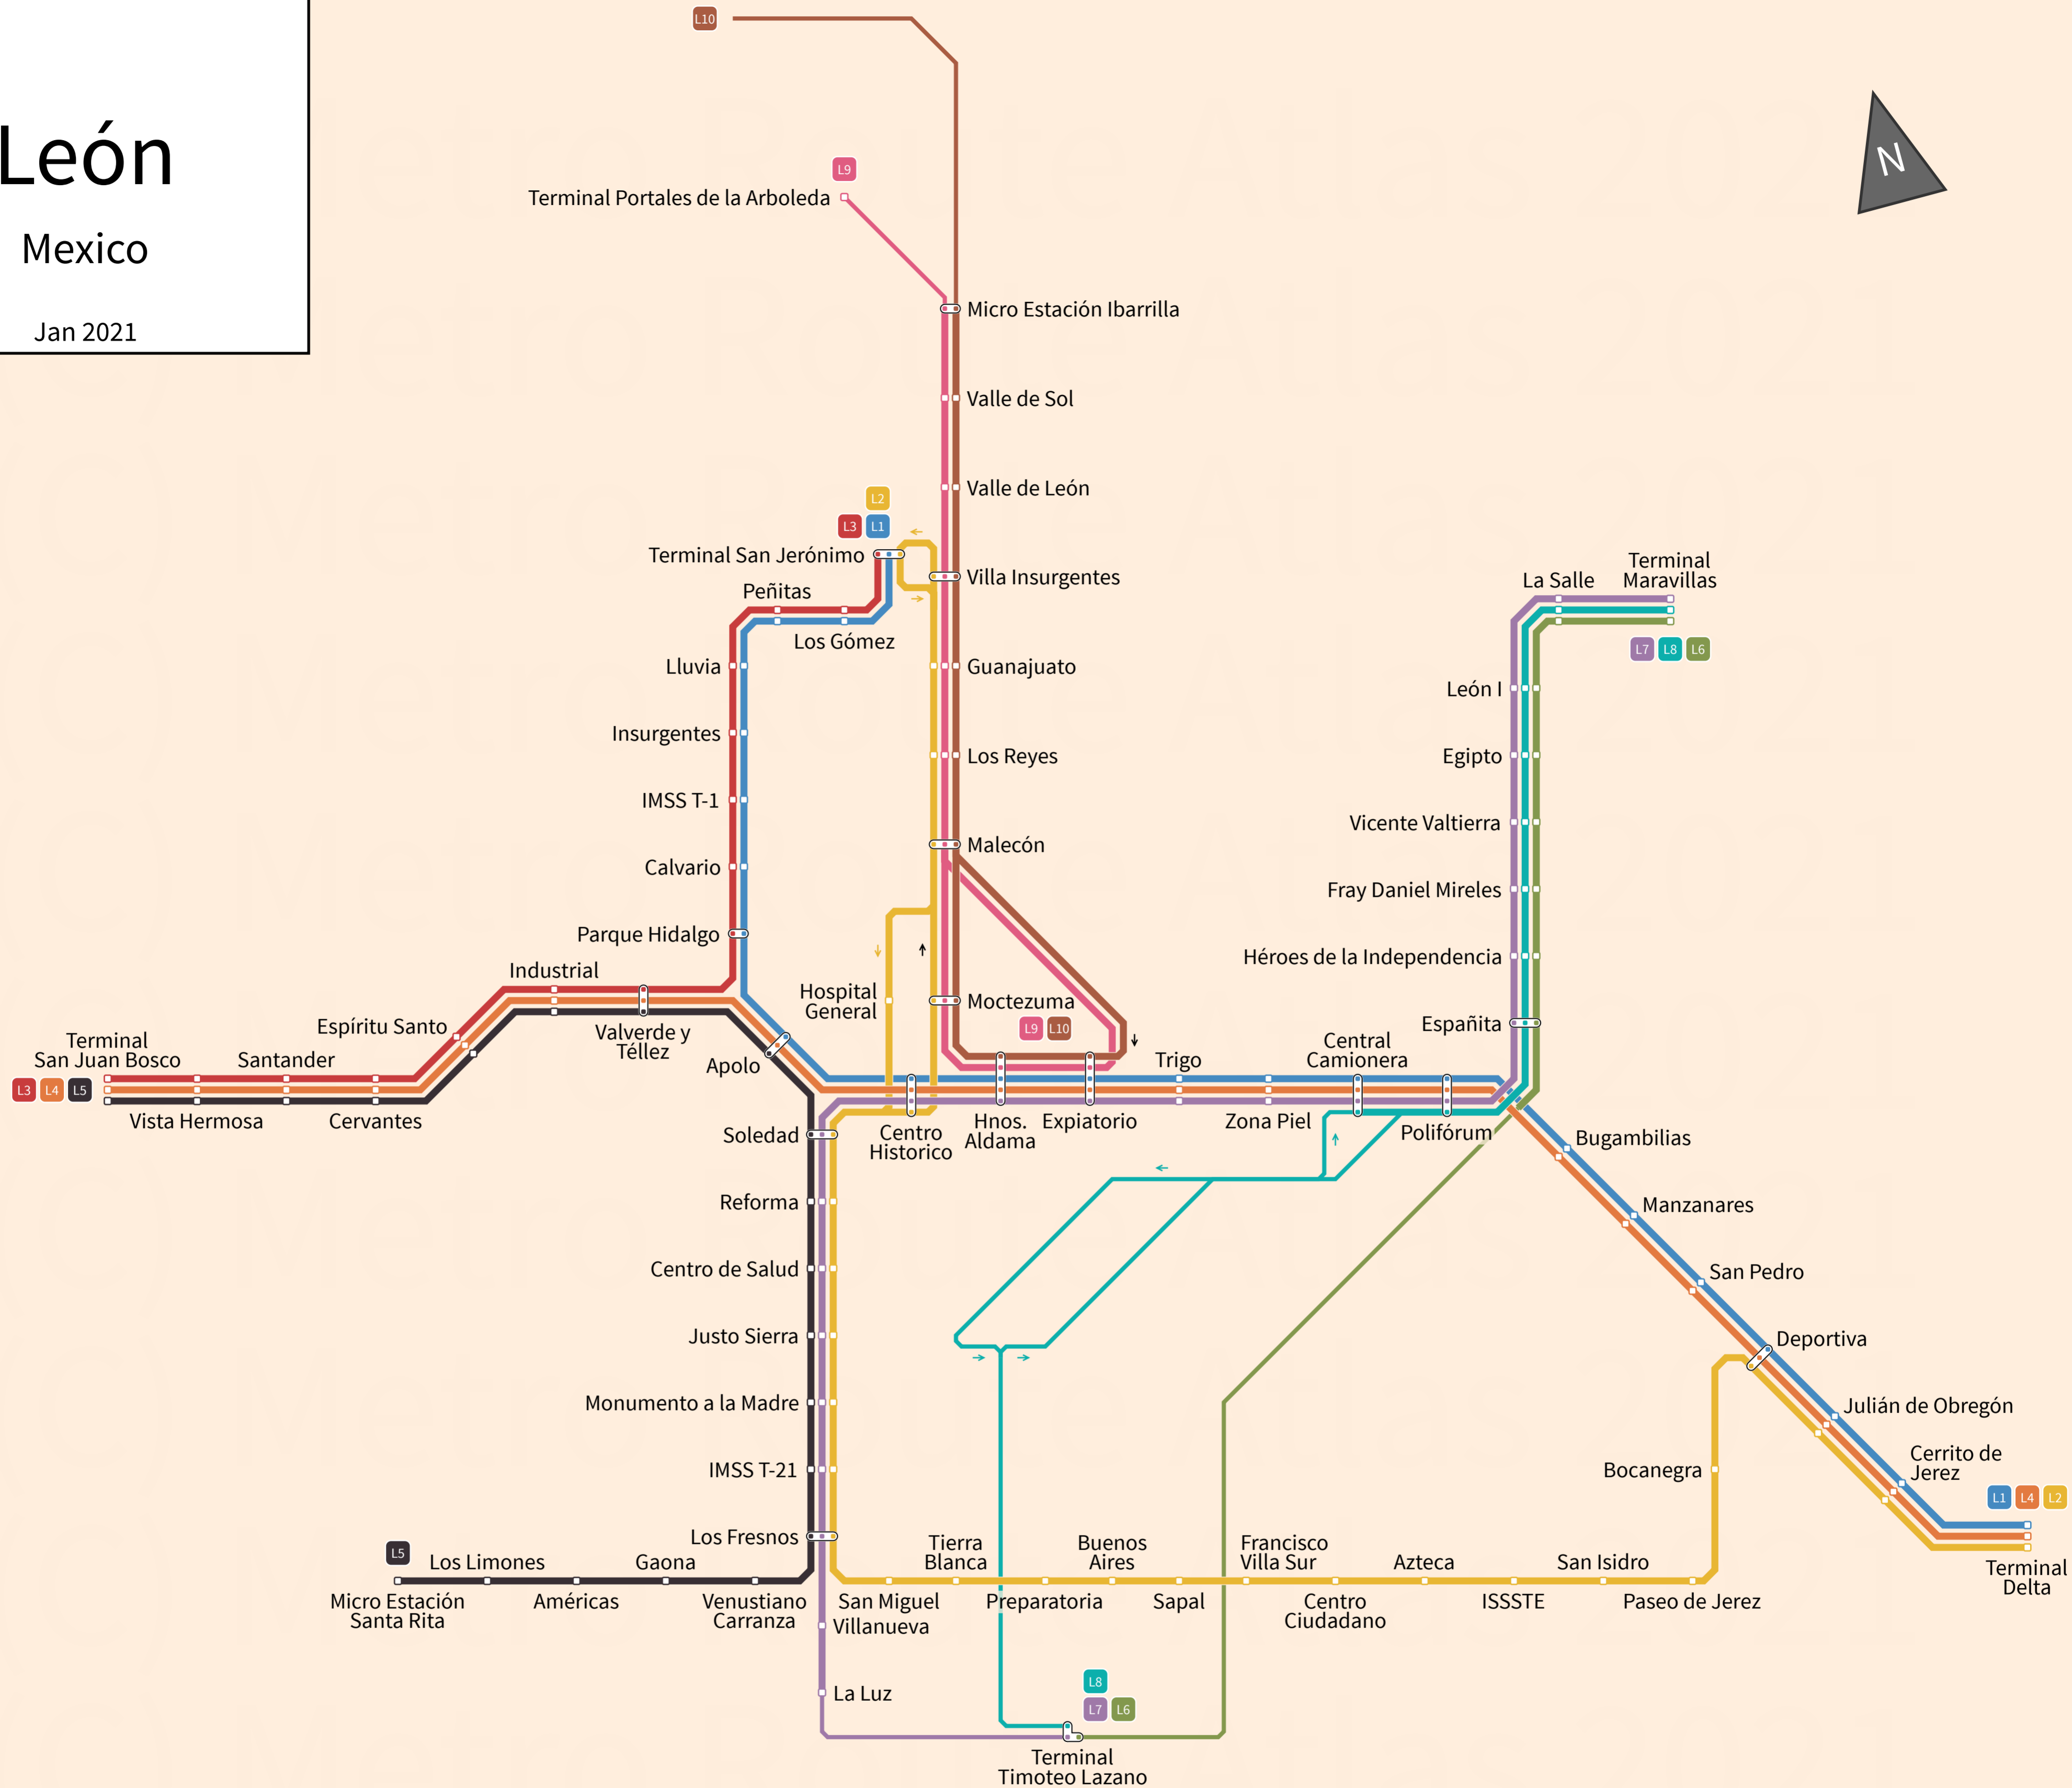 León
Mexico
Jan 2021
N
L10
L9
Terminal Portales de la Arboleda
Micro Estación Ibarrilla
Valle de Sol
Valle de León
L2
L3 L1
Terminal San Jerónimo
Villa Insurgentes
Peñitas
Los Gómez
Lluvia
Guanajuato
Insurgentes
Los Reyes
IMSS T-1
Malecón
Calvario
Parque Hidalgo
Terminal
Maravillas
La Salle
L7 L8 L6
León I
Egipto
Vicente Valtierra
Fray Daniel Mireles
Héroes de la Independencia
Españita
Industrial
Hospital
General
Moctezuma
L9 L10
Espíritu Santo
Valverde y
Téllez
Terminal
San Juan Bosco
Santander
Apolo
Trigo
Central
Camionera
L3 L4 L5
Vista Hermosa
Cervantes
Soledad
Centro
Historico
Hnos.
Aldama
Expiatorio
Zona Piel
Polifórum
Bugambilias
Reforma
Manzanares
Centro de Salud
San Pedro
Justo Sierra
Deportiva
Monumento a la Madre
Julián de Obregón
IMSS T-21
Bocanegra
Cerrito de
Jerez
L1 L4 L2
Terminal
Delta
Los Fresnos
L5
Los Limones
Gaona
Tierra
Blanca
Buenos
Aires
Francisco
Villa Sur
Azteca
San Isidro
Micro Estación
Santa Rita
Américas
Venustiano
Carranza
San Miguel
Preparatoria
Sapal
Centro
Ciudadano
ISSSTE
Paseo de Jerez
Villanueva
La Luz
L8
L7 L6
Terminal
Timoteo Lazano